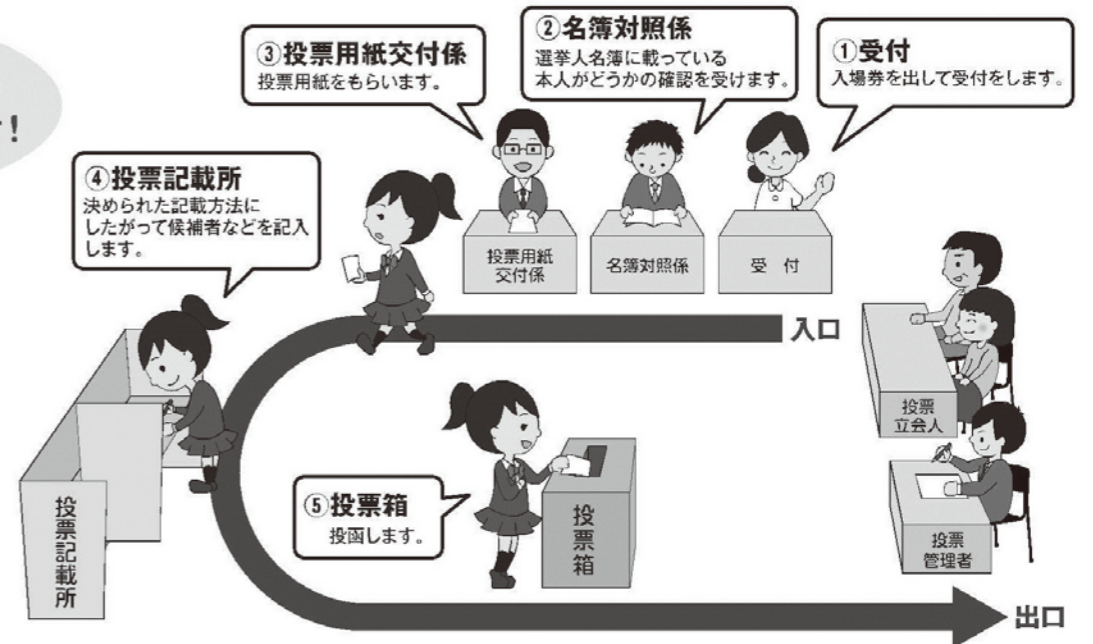 ！
①受付
入場券を出して受付をします。
②名簿対照係
選挙人名簿に載っている
本人がどうかの確認を受けます。
③投票用紙交付係
投票用紙をもらいます。
④投票記載所
決められた記載方法に
したがって候補者などを記入
します。
投票用紙
交付係
名簿対照係
受　付
入口
投票
立会人
投票
管理者
⑤投票箱
投函します。
投票箱
投票記載所
出口